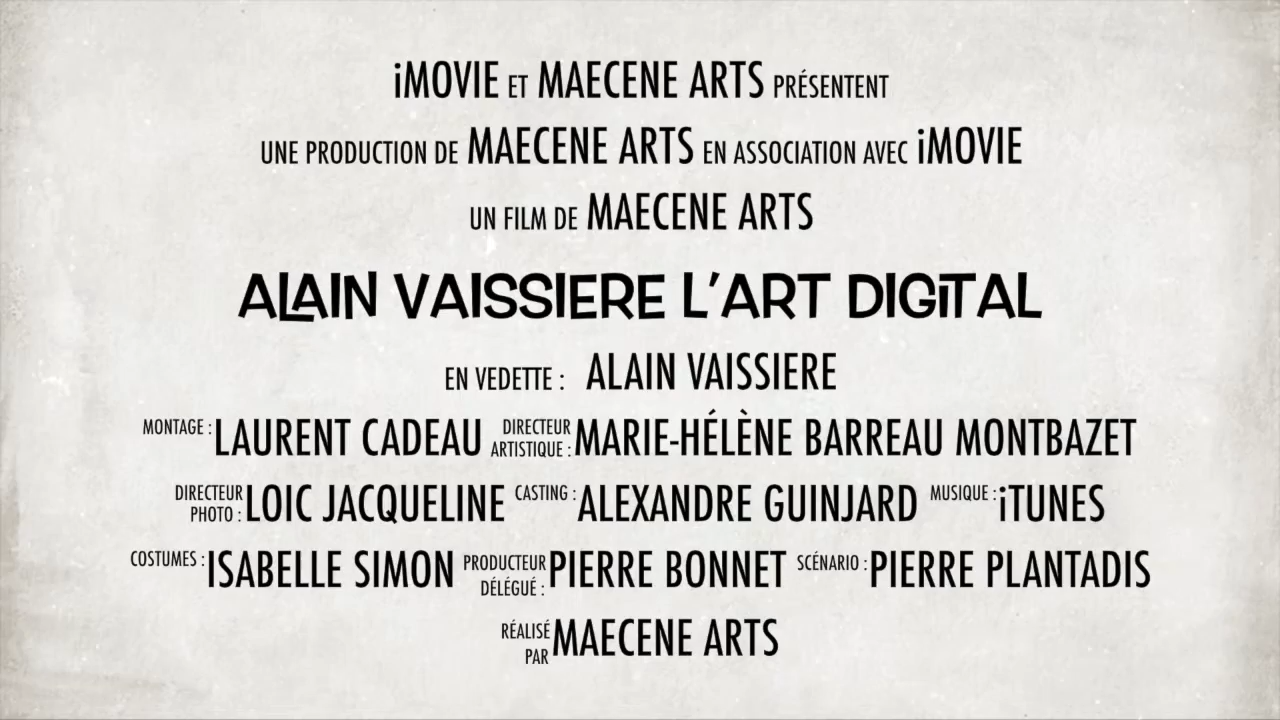 iMOVIE ET MAECENE ARTS PRÉSENTENT
UNE PRODUCTION DE MAECENE ARTS EN ASSOCIATION AVEC iMOVIE
UN FILM DE MAECENE ARTS
ALAIN VAISSIERE L'ART DIGITAL
EN VEDETTE : ALAIN VAISSIERE
MONTAGE : LAURENT CADEAU DIRECTEUR ARTISTIQUE : MARIE-HÉLÈNE BARREAU MONTBAZET
DIRECTEUR PHOTO : LOIC JACQUELINE CASTING : ALEXANDRE GUINJARD MUSIQUE : iTUNES
COSTUMES : ISABELLE SIMON PRODUCTEUR DÉLÉGUÉ : PIERRE BONNET SCÉNARIO : PIERRE PLANTADIS
RÉALISÉ PAR MAECENE ARTS